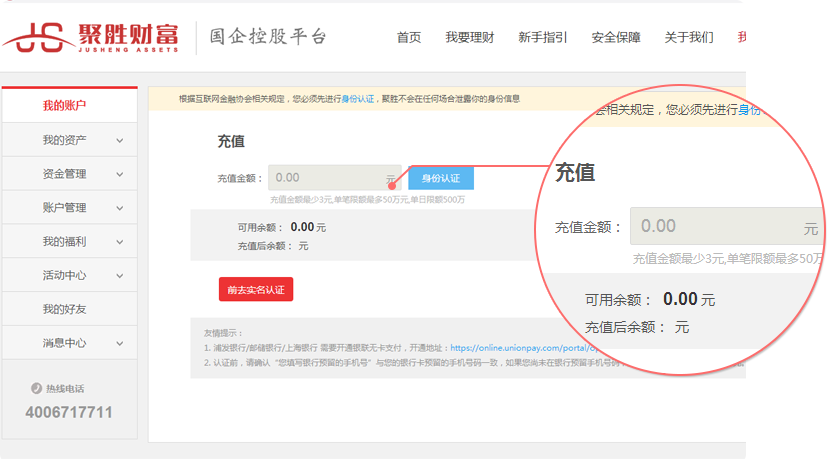 聚胜财富
JUSHENG ASSETS
国企控股平台
首页 我要理财 新手指引 安全保障 关于我们
我的账户
我的资产
资金管理
账户管理
我的福利
活动中心
我的好友
消息中心
热线电话
4006717711
根据互联网金融协会相关规定，您必须先进行身份认证，聚胜不会在任何场合泄露你的身份信息
充值
充值金额： 0.00 元 身份认证
充值金额最少3元,单笔限额最多50万元,单日限额500万
可用余额： 0.00 元
充值后余额： 元
前去实名认证
友情提示：
1. 浦发银行/邮储银行/上海银行 需要开通银联无卡支付，开通地址：https://online.unionpay.com/portal/o
2. 认证前，请确认“您填写银行预留的手机号”与您的银行卡预留的手机号码一致，如果您尚未在银行预留手机号码
相关规定，您必须先进行身份
充值
充值金额： 0.00 元
充值金额最少3元,单笔限额最多50万
可用余额： 0.00 元
充值后余额： 元